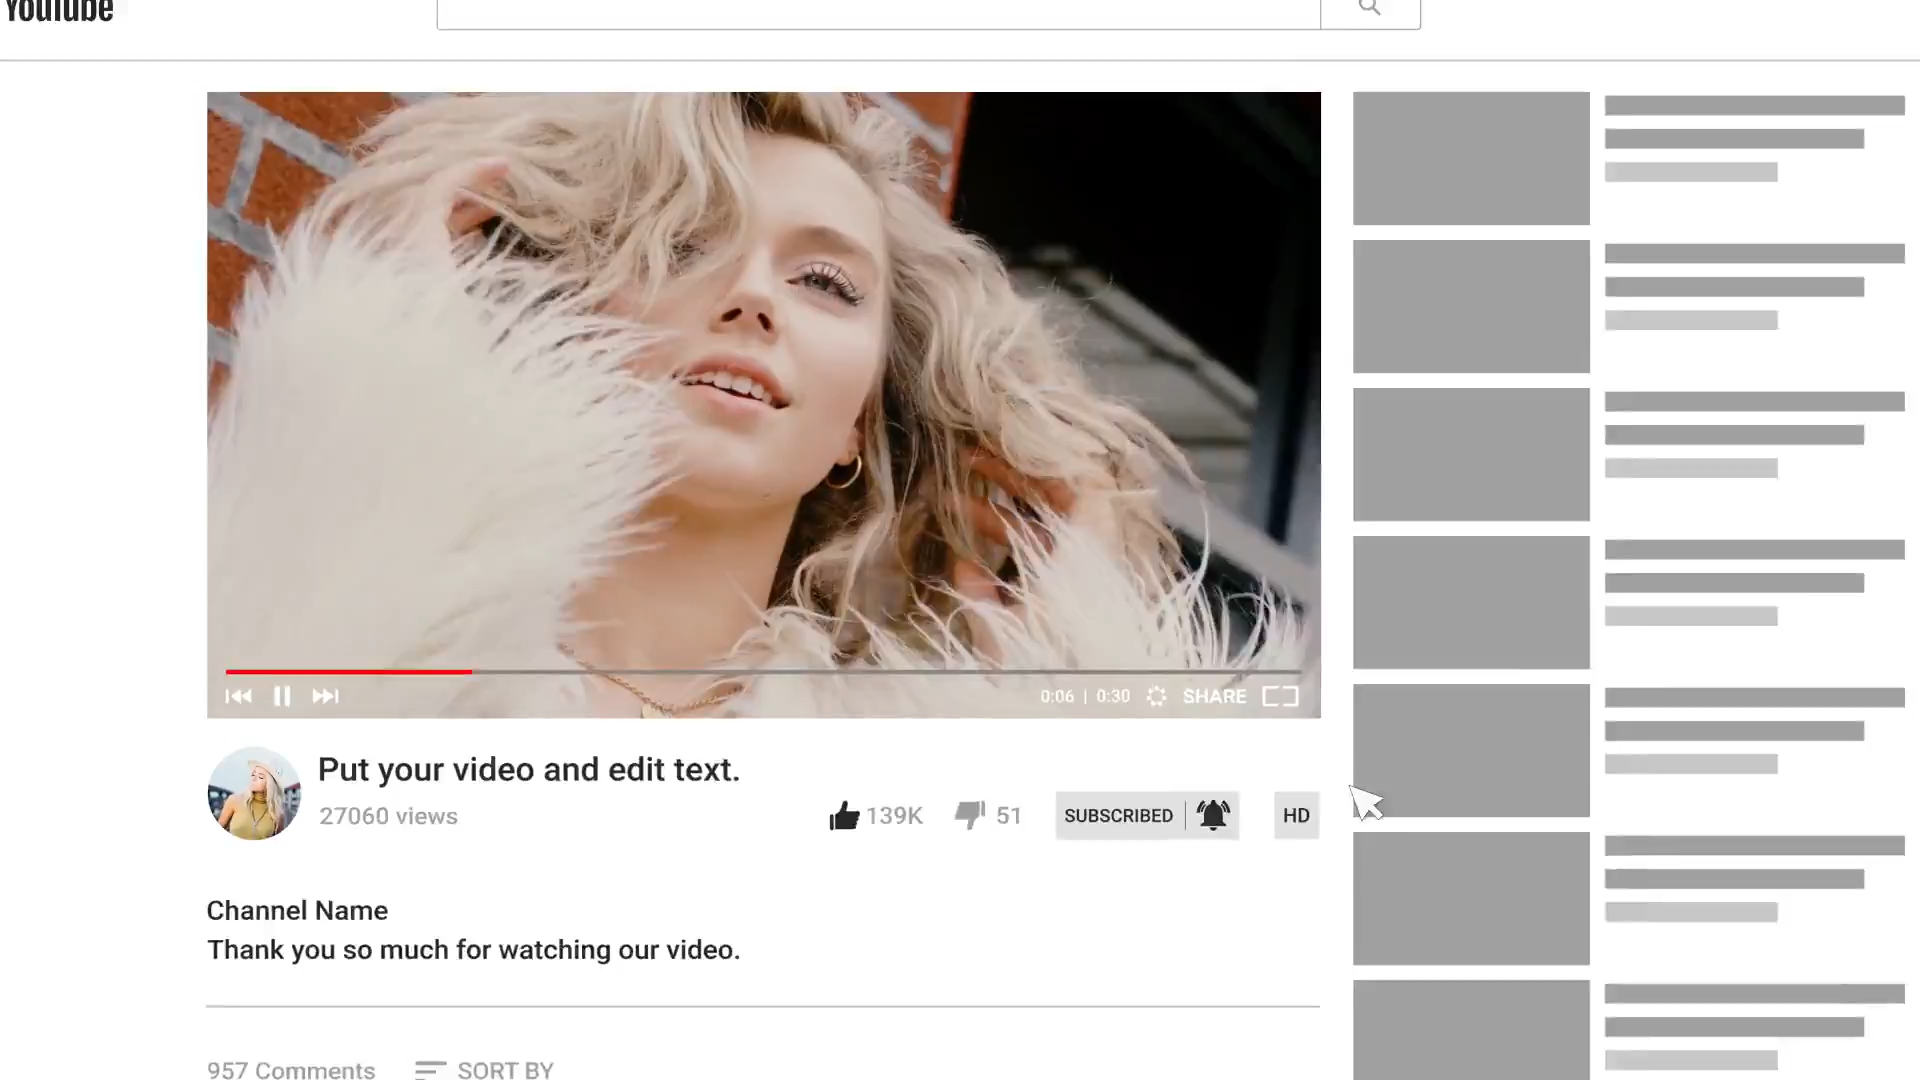 YouTube
0:06 | 0:30 SHARE
Put your video and edit text.
27060 views
139K 51 SUBSCRIBED HD
Channel Name
Thank you so much for watching our video.
957 Comments SORT BY